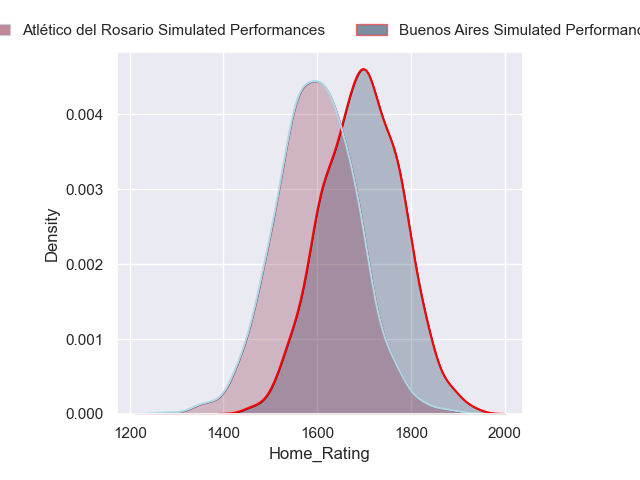 Atlético del Rosario Simulated Performances
Buenos Aires Simulated
0.004
0.003
0.002
0.001
0.000
Density
1200 1400 1600 1800 2000
Home_Rating